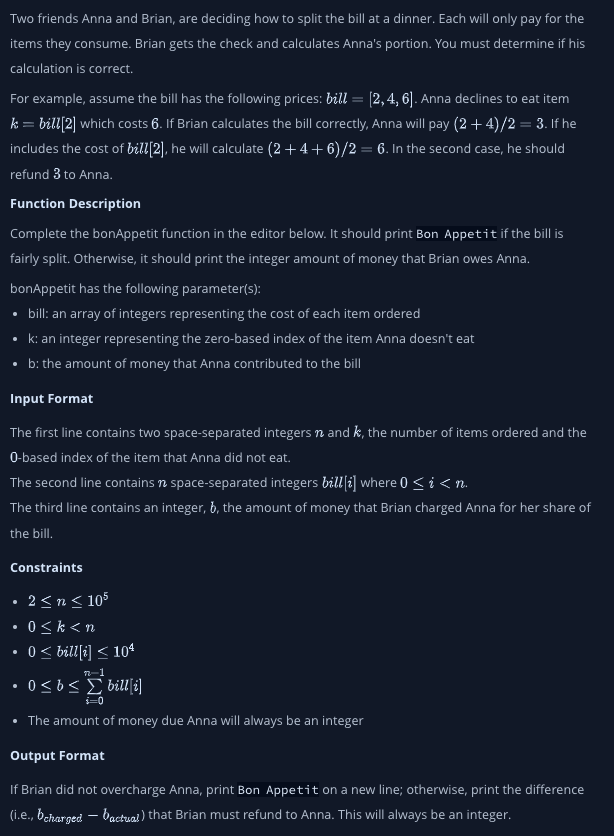 Two friends Anna and Brian, are deciding how to split the bill at a dinner. Each will only pay for the
items they consume. Brian gets the check and calculates Anna's portion. You must determine if his
calculation is correct.
For example, assume the bill has the following prices: bill = [2, 4, 6]. Anna declines to eat item
k = bill[2] which costs 6. If Brian calculates the bill correctly, Anna will pay (2 + 4)/2 = 3. If he
includes the cost of bill[2], he will calculate (2 + 4 + 6)/2 = 6. In the second case, he should
refund 3 to Anna.
Function Description
Complete the bonAppetit function in the editor below. It should print Bon Appetit if the bill is
fairly split. Otherwise, it should print the integer amount of money that Brian owes Anna.
bonAppetit has the following parameter(s):
• bill: an array of integers representing the cost of each item ordered
• k: an integer representing the zero-based index of the item Anna doesn't eat
• b: the amount of money that Anna contributed to the bill
Input Format
The first line contains two space-separated integers n and k, the number of items ordered and the
0-based index of the item that Anna did not eat.
The second line contains n space-separated integers bill[i] where 0 ≤ i < n.
The third line contains an integer, b, the amount of money that Brian charged Anna for her share of
the bill.
Constraints
• 2 ≤ n ≤ 10^5
• 0 ≤ k < n
• 0 ≤ bill[i] ≤ 10^4
• 0 ≤ b ≤ ∑_{i=0}^{n−1} bill[i]
• The amount of money due Anna will always be an integer
Output Format
If Brian did not overcharge Anna, print Bon Appetit on a new line; otherwise, print the difference
(i.e., b_charged − b_actual) that Brian must refund to Anna. This will always be an integer.